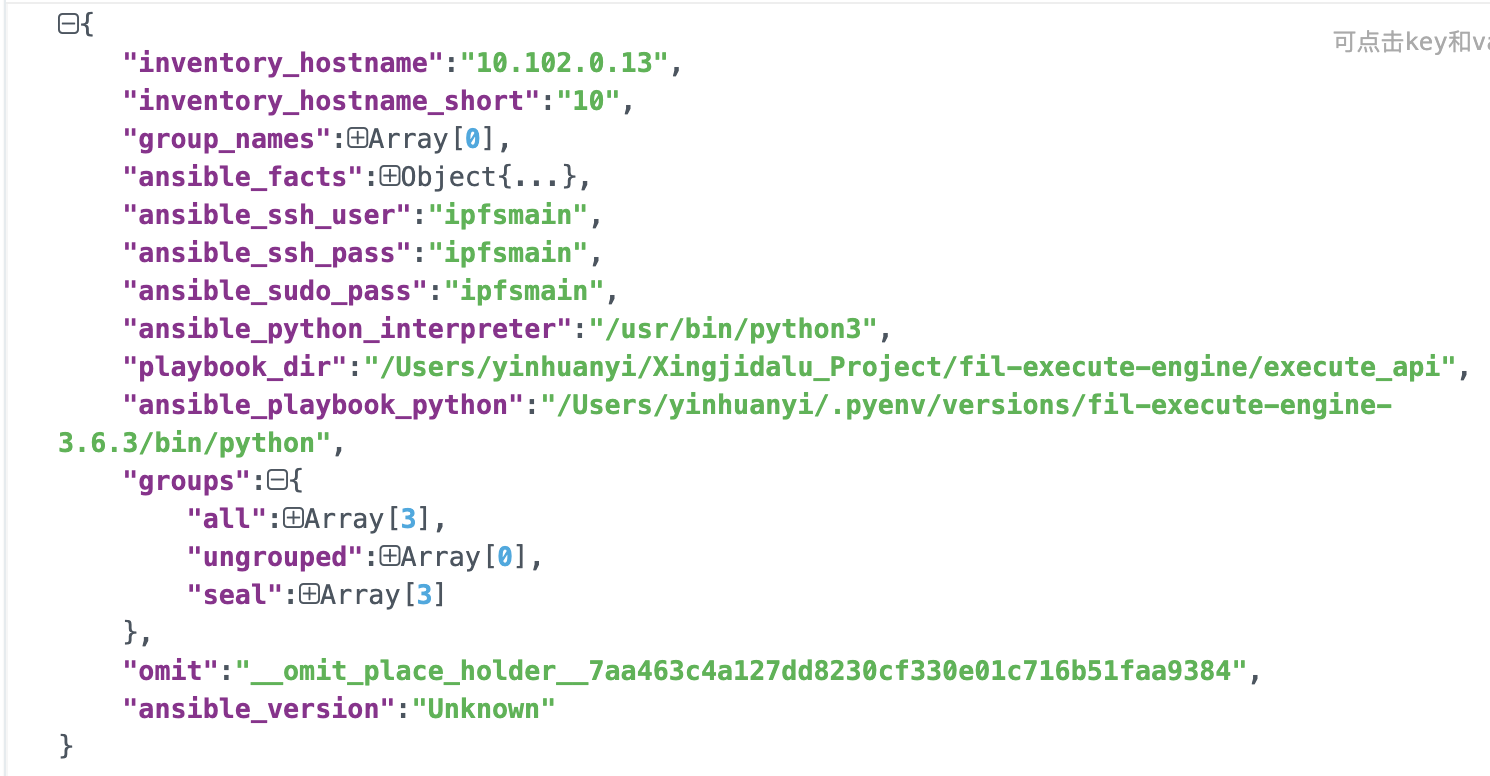 {
可点击key和va
"inventory_hostname":"10.102.0.13",
"inventory_hostname_short":"10",
"group_names":Array[0],
"ansible_facts":Object{...},
"ansible_ssh_user":"ipfsmain",
"ansible_ssh_pass":"ipfsmain",
"ansible_sudo_pass":"ipfsmain",
"ansible_python_interpreter":"/usr/bin/python3",
"playbook_dir":"/Users/yinhuanyi/Xingjidalu_Project/fil-execute-engine/execute_api",
"ansible_playbook_python":"/Users/yinhuanyi/.pyenv/versions/fil-execute-engine-
3.6.3/bin/python",
"groups":{
"all":Array[3],
"ungrouped":Array[0],
"seal":Array[3]
},
"omit":"__omit_place_holder__7aa463c4a127dd8230cf330e01c716b51faa9384",
"ansible_version":"Unknown"
}